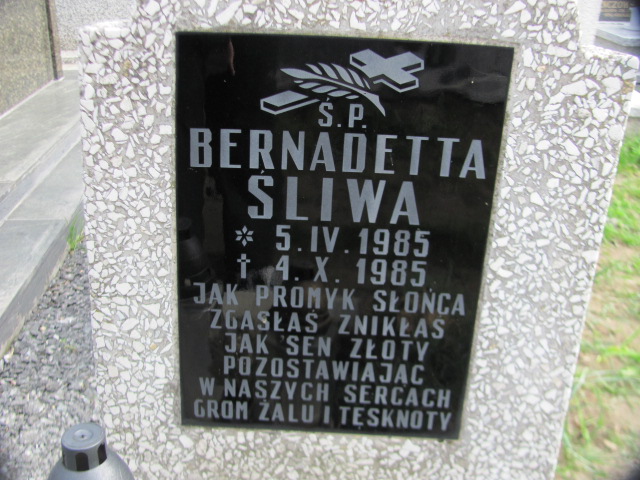 Ś.P.
BERNADETTA
ŚLIWA
* 5.IV.1985
† 4.X.1985
JAK PROMYK SŁOŃCA
ZGASŁAŚ ZNIKŁAŚ
JAK SEN ZŁOTY
POZOSTAWIAJĄC
W NASZYCH SERCACH
GROM ŻALU I TĘSKNOTY